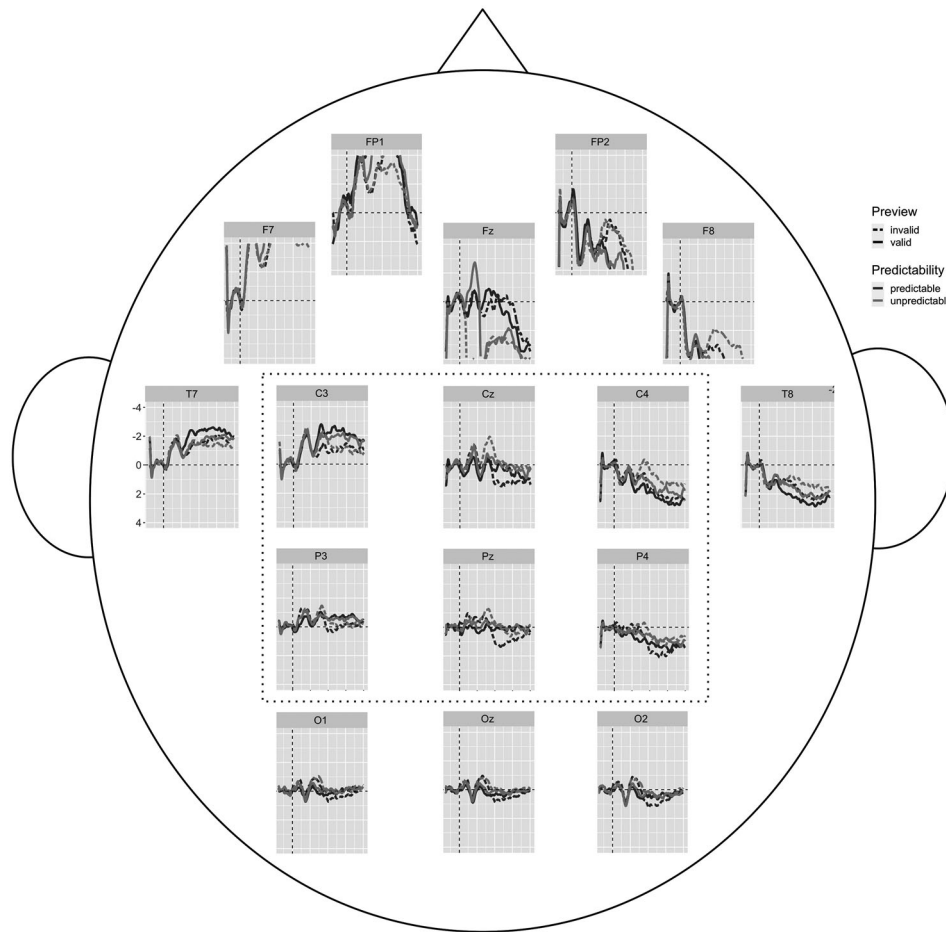 FP1
FP2
F7
Fz
F8
Preview
invalid
valid
Predictability
predictable
unpredictabl
T7
C3
Cz
C4
T8
-4
-2
0
2
4
P3
Pz
P4
O1
Oz
O2